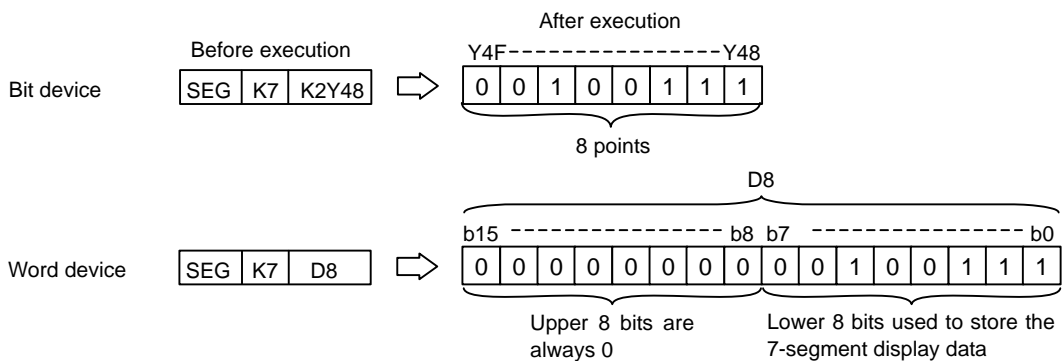 Before execution
After execution
Y4F Y48
Bit device
SEG K7 K2Y48
0 0 1 0 0 1 1 1
8 points
D8
b15 b8 b7 b0
Word device
SEG K7 D8
0 0 0 0 0 0 0 0 0 0 1 0 0 1 1 1
Upper 8 bits are
always 0
Lower 8 bits used to store the
7-segment display data